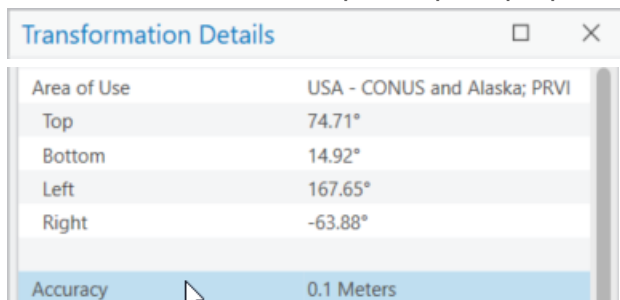 Transformation Details
Area of Use USA - CONUS and Alaska; PRVI
Top 74.71°
Bottom 14.92°
Left 167.65°
Right -63.88°
Accuracy 0.1 Meters